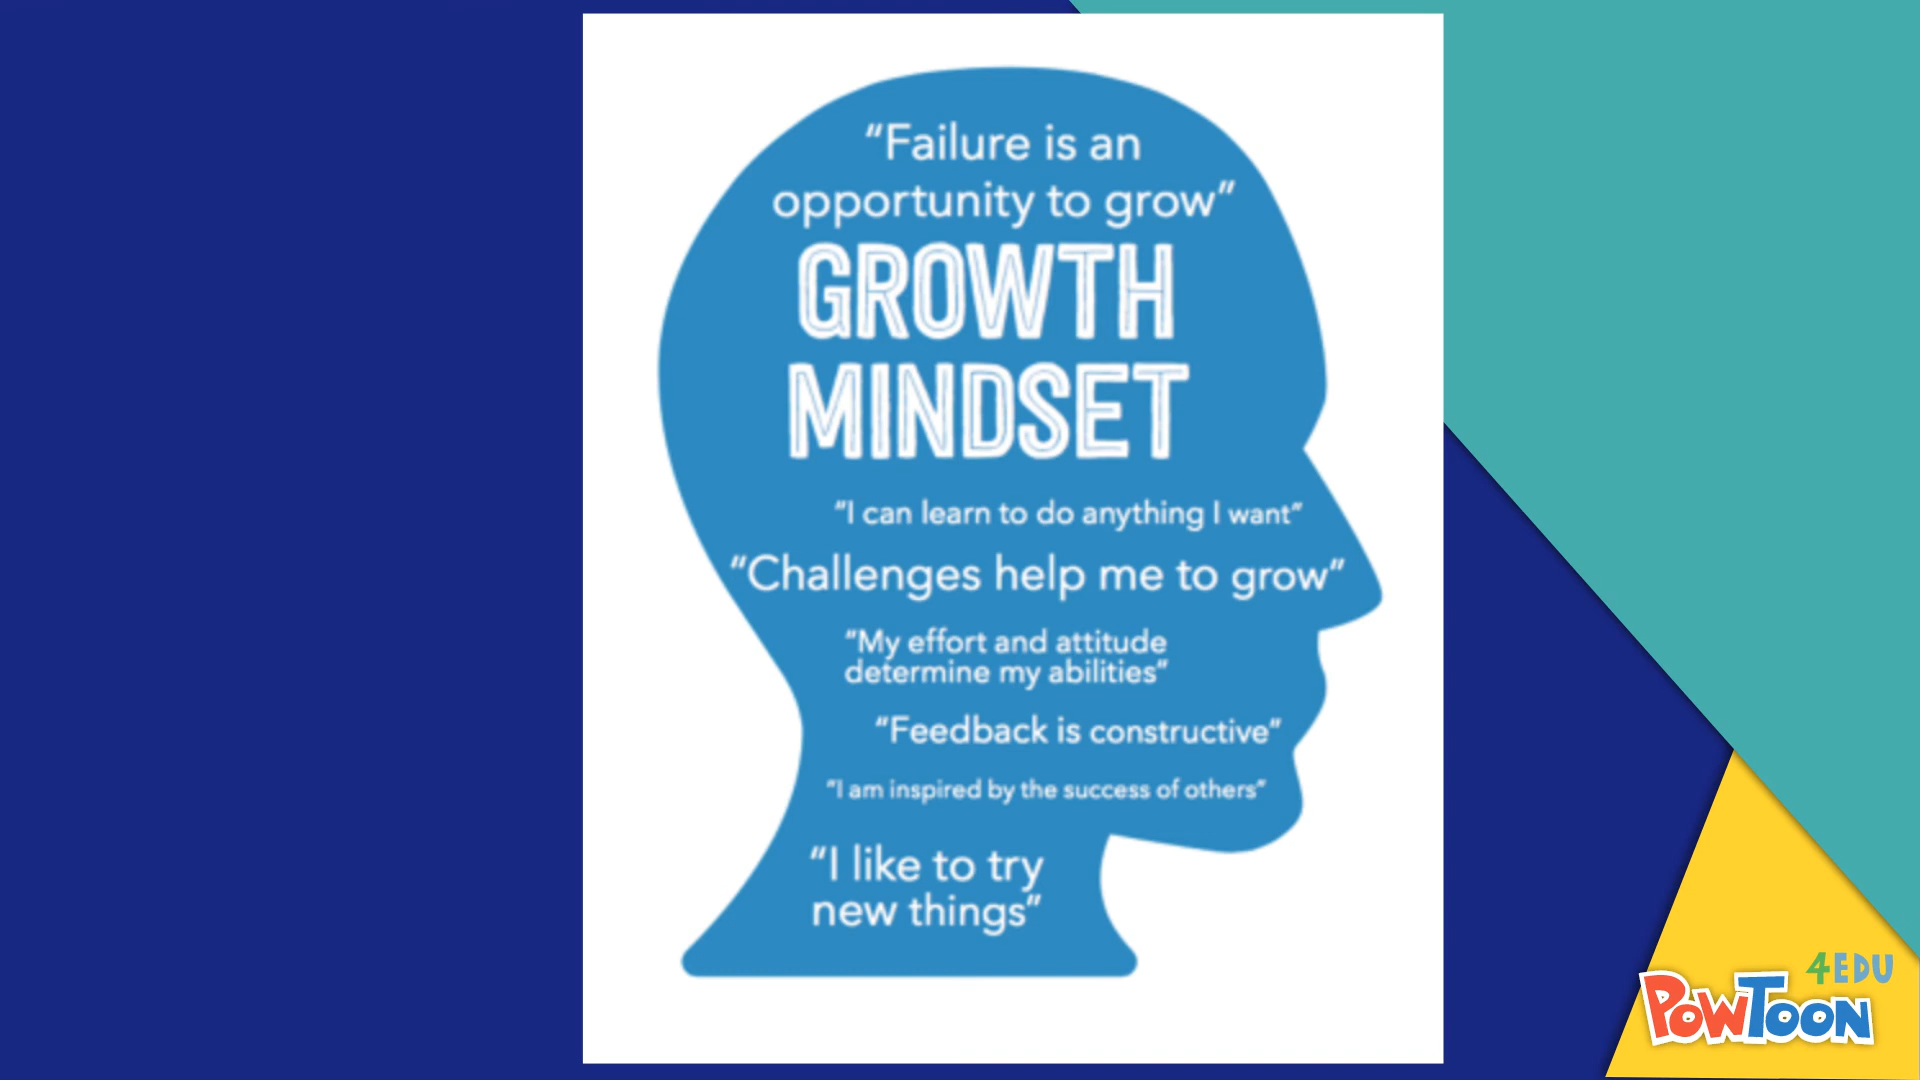 “Failure is an
opportunity to grow”
GROWTH
MINDSET
“I can learn to do anything I want”
“Challenges help me to grow”
“My effort and attitude
determine my abilities”
“Feedback is constructive”
“I am inspired by the success of others”
“I like to try
new things”
4EDU
POWTOON